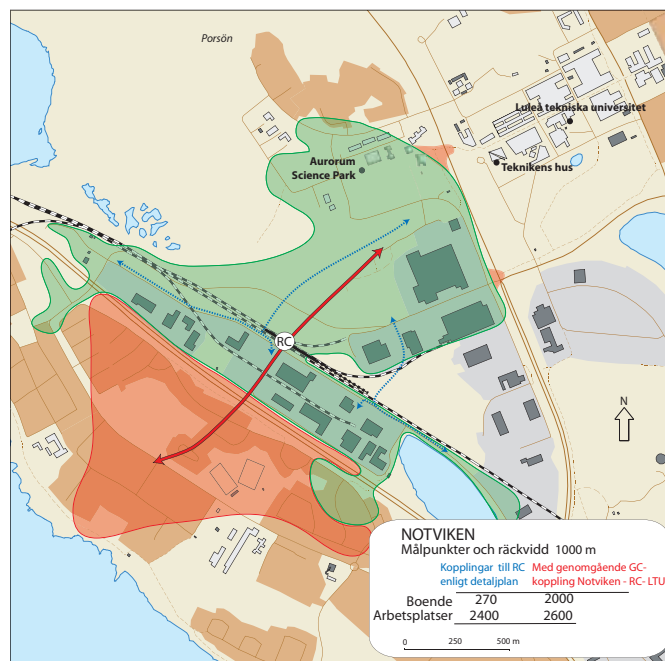 Porsön
Luleå tekniska universitet
Aurorum
Science Park
Teknikens hus
RC
N
NOTVIKEN
Målpunkter och räckvidd 1000 m
Kopplingar till RC Med genomgående GC-
enligt detaljplan koppling Notviken - RC- LTU
Boende 270 2000
Arbetsplatser 2400 2600
0 250 500 m